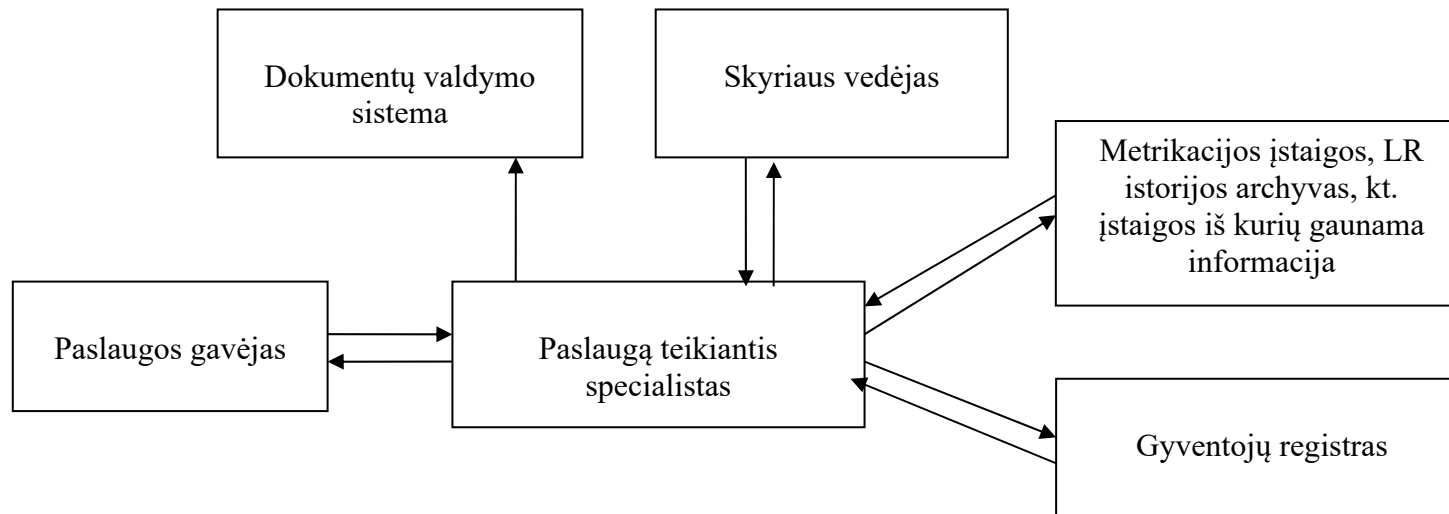 Dokumentų valdymo
sistema
Skyriaus vedėjas
Metrikacijos įstaigos, LR
istorijos archyvas, kt.
įstaigos iš kurių gaunama
informacija
Paslaugos gavėjas
Paslaugą teikiantis
specialistas
Gyventojų registras